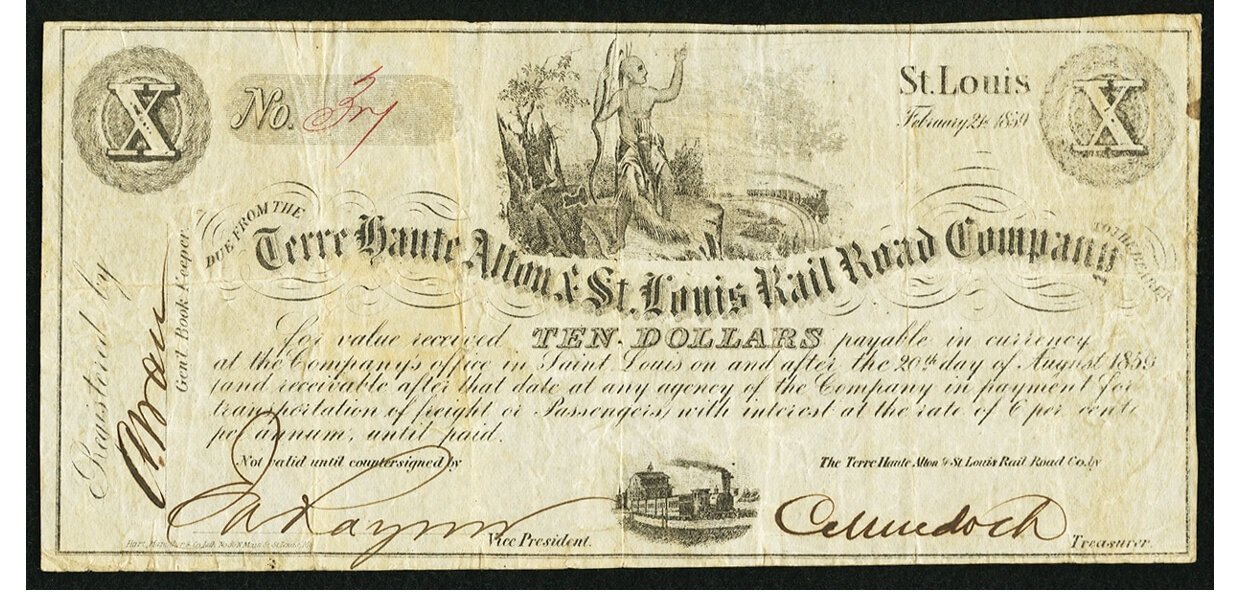 X
No.
St. Louis
February 21st 1859
X
DUE FROM THE
Terre Haute Alton & St. Louis Rail Road Company
TO THE BEARER
for value received TEN DOLLARS payable in currency
at the Company's office in Saint Louis on and after the 20th day of August 1859
(and receivable after that date at any agency of the Company in payment for
transportation of freight or Passengers) with interest at the rate of 6 per cent
per annum, until paid.
Registered by
Genl. Book Keeper.
Not valid until countersigned by
The Terre Haute Alton & St. Louis Rail Road Co. by
Vice President.
C Murdoch
Treasurer.